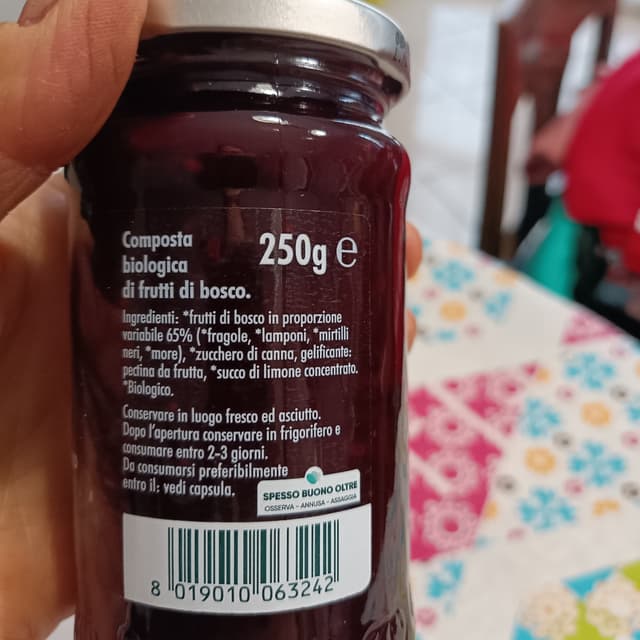 Composta
biologica
di frutti di bosco.
250g e
Ingredienti: *frutti di bosco in proporzione
variabile 65% (*fragole, *lamponi, *mirtilli
neri, *more), *zucchero di canna, gelificante:
pectina da frutta, *succo di limone concentrato.
*Biologico.
Conservare in luogo fresco ed asciutto.
Dopo l'apertura conservare in frigorifero e
consumare entro 2-3 giorni.
Da consumarsi preferibilmente
entro il: vedi capsula.
SPESSO BUONO OLTRE
OSSERVA - ANNUSA - ASSAGGIA
8 019010 063242